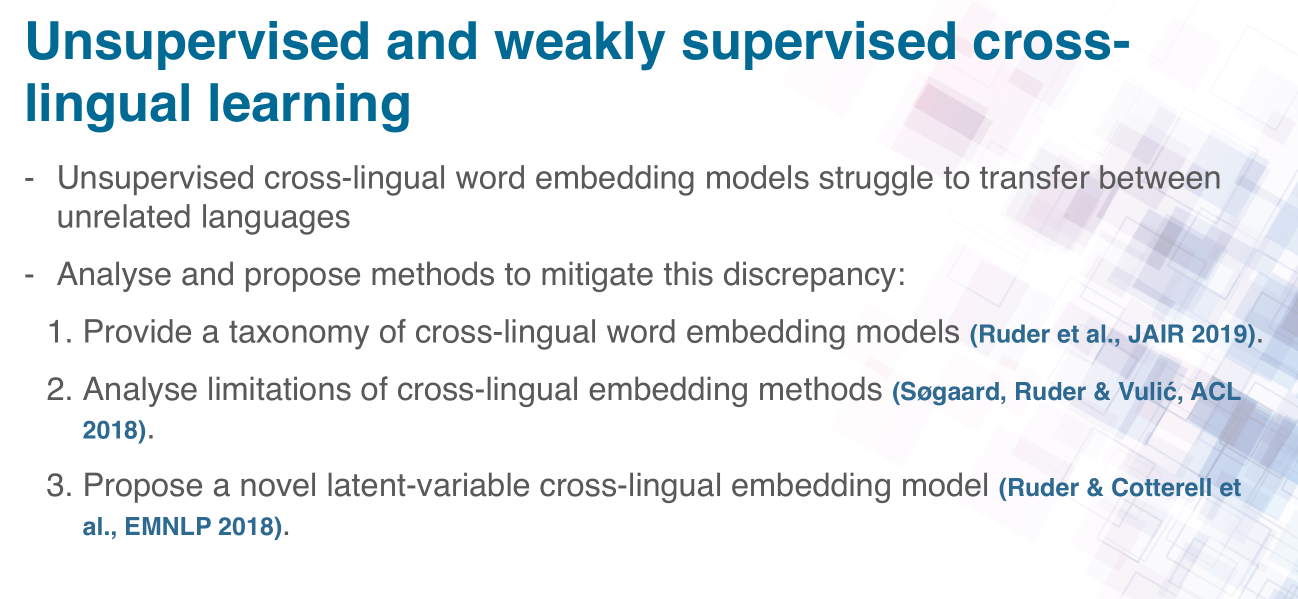 Unsupervised and weakly supervised cross-
lingual learning
- Unsupervised cross-lingual word embedding models struggle to transfer between
unrelated languages
- Analyse and propose methods to mitigate this discrepancy:
1. Provide a taxonomy of cross-lingual word embedding models (Ruder et al., JAIR 2019).
2. Analyse limitations of cross-lingual embedding methods (Søgaard, Ruder & Vulić, ACL
2018).
3. Propose a novel latent-variable cross-lingual embedding model (Ruder & Cotterell et
al., EMNLP 2018).